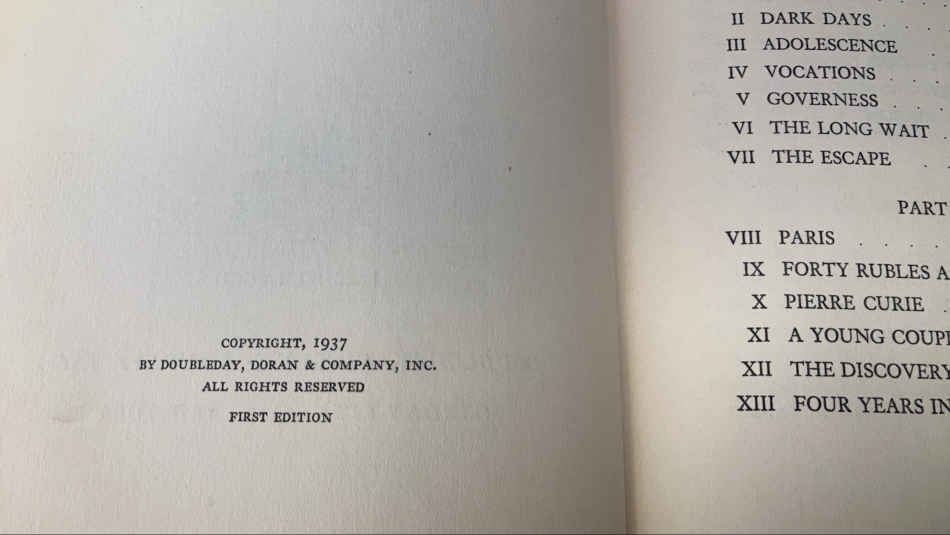 COPYRIGHT, 1937
BY DOUBLEDAY, DORAN & COMPANY, INC.
ALL RIGHTS RESERVED
FIRST EDITION
II DARK DAYS . .
III ADOLESCENCE .
IV VOCATIONS . . .
V GOVERNESS . . .
VI THE LONG WAIT .
VII THE ESCAPE . .
PART
VIII PARIS . . . .
IX FORTY RUBLES A
X PIERRE CURIE .
XI A YOUNG
XII THE DISCOVERY
XIII FOUR YEARS IN